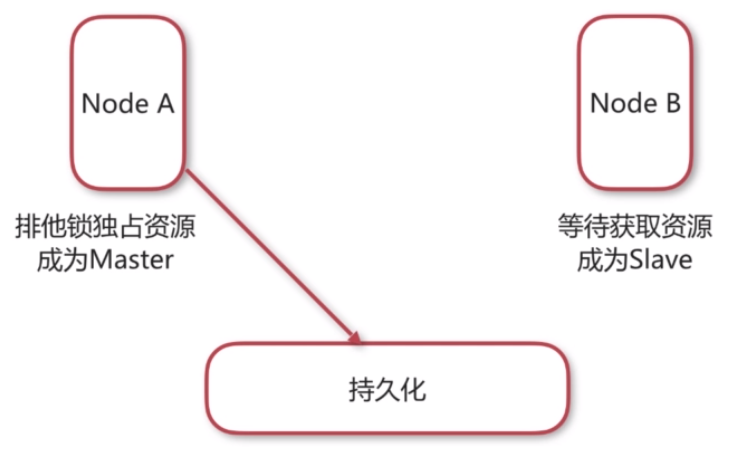 Node A
Node B
排他锁独占资源
成为Master
等待获取资源
成为Slave
持久化